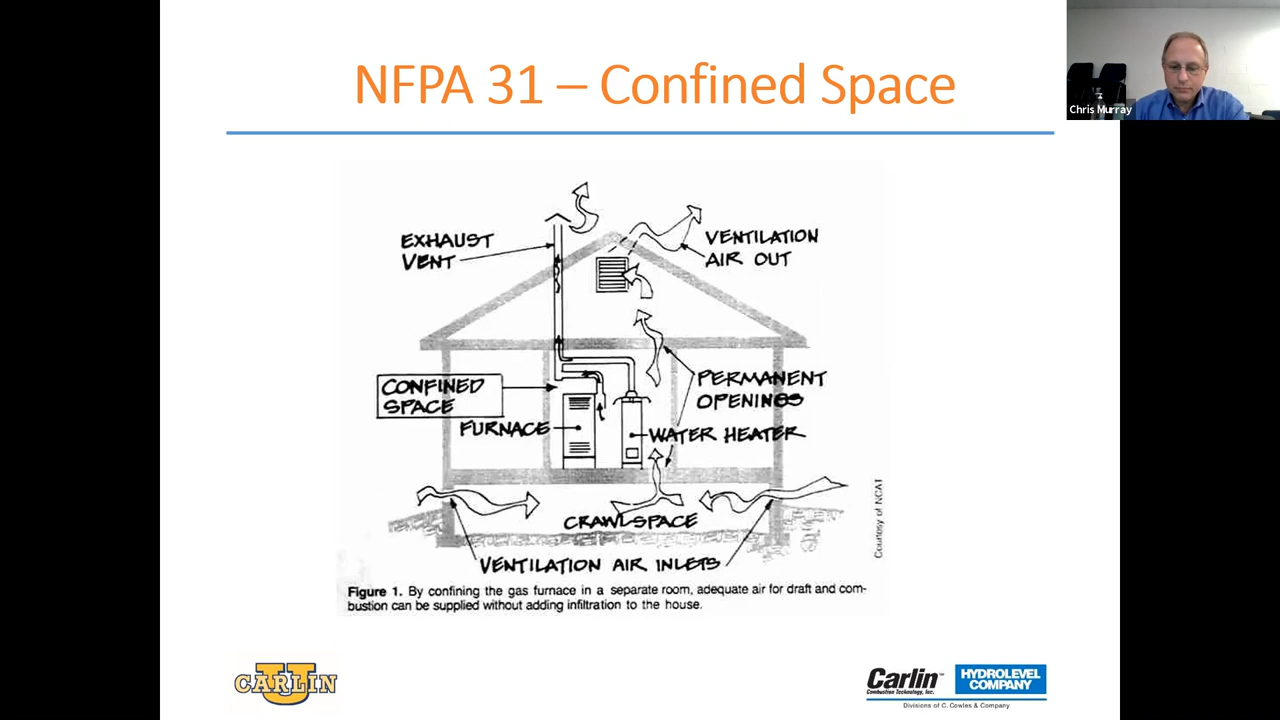 NFPA 31 – Confined Space
Chris Murray
EXHAUST
VENT
VENTILATION
AIR OUT
CONFINED
SPACE
PERMANENT
OPENINGS
FURNACE
WATER HEATER
CRAWLSPACE
VENTILATION AIR INLETS
Courtesy of NCAT
Figure 1. By confining the gas furnace in a separate room, adequate air for draft and com-
bustion can be supplied without adding infiltration to the house.
U
CARLIN
Carlin™
Combustion Technology, Inc.
HYDROLEVEL
COMPANY
Divisions of C. Cowles & Company